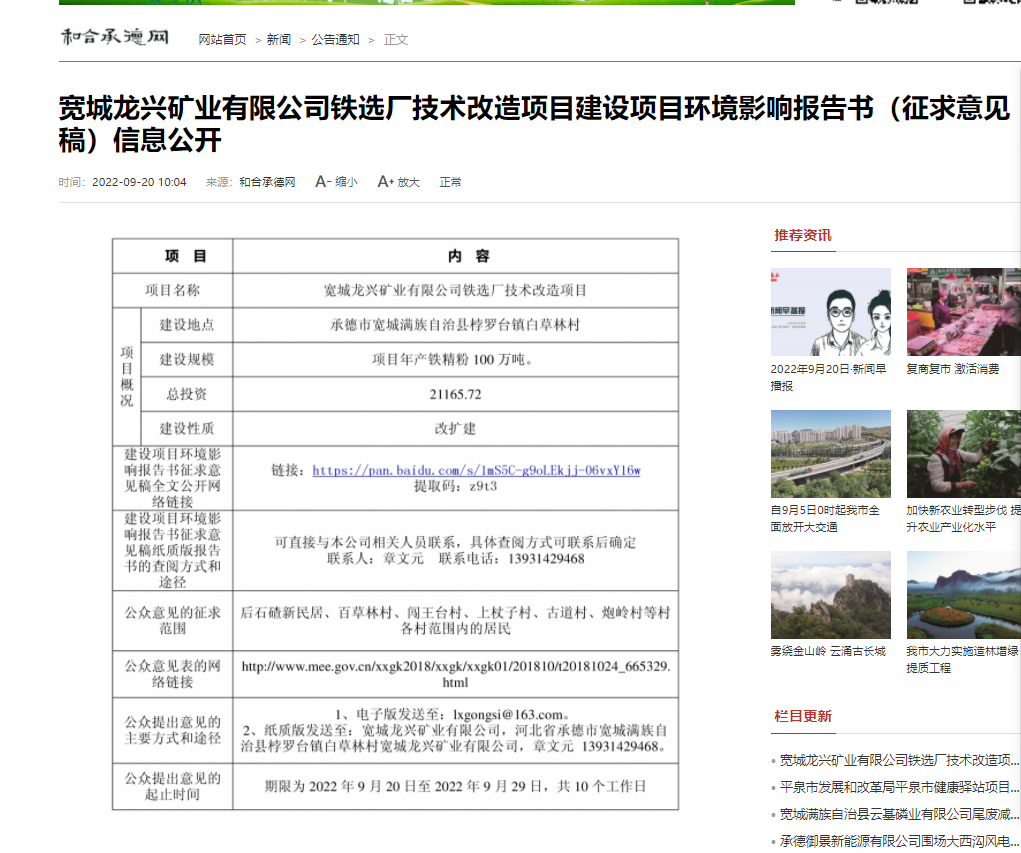 和合承德网
网站首页 > 新闻 > 公告通知 > 正文
宽城龙兴矿业有限公司铁选厂技术改造项目建设项目环境影响报告书（征求意见
稿）信息公开
时间: 2022-09-20 10:04 来源: 和合承德网 A- 缩小 A+ 放大 正常
项 目 内 容
项目名称 宽城龙兴矿业有限公司铁选厂技术改造项目
项目概况
建设地点 承德市宽城满族自治县桲罗台镇白草林村
建设规模 项目年产铁精粉 100 万吨。
总投资 21165.72
建设性质 改扩建
建设项目环境影
响报告书征求意
见稿全文公开网
络链接
链接：https://pan.baidu.com/s/1mS5C-g9oLEkjj-O6vxY16w
提取码：z9t3
建设项目环境影
响报告书征求意
见稿纸质版报告
书的查阅方式和
途径
可直接与本公司相关人员联系，具体查阅方式可联系后确定
联系人：章文元 联系电话：13931429468
公众意见的征求
范围
后石碴新民居、百草林村、闯王台村、上杖子村、古道村、炮岭村等村
各村范围内的居民
公众意见表的网
络链接
http://www.mee.gov.cn/xxgk2018/xxgk/xxgk01/201810/t20181024_665329.
html
公众提出意见的
主要方式和途径
1、电子版发送至：lxgongsi@163.com。
2、纸质版发送至：宽城龙兴矿业有限公司，河北省承德市宽城满族自
治县桲罗台镇白草林村宽城龙兴矿业有限公司，章文元 13931429468。
公众提出意见的
起止时间
期限为 2022 年 9 月 20 日至 2022 年 9 月 29 日，共 10 个工作日
推荐资讯
新闻早播报
2022年9月20日·新闻早
播报
复商复市 激活消费
自9月5日0时起我市全
面放开大交通
加快新农业转型步伐 提
升农业产业化水平
雾绕金山岭 云涌古长城
我市大力实施造林增绿
提质工程
栏目更新
宽城龙兴矿业有限公司铁选厂技术改造项...
平泉市发展和改革局平泉市健康驿站项目...
宽城满族自治县云基磷业有限公司尾废减...
承德御景新能源有限公司围场大西沟风电...